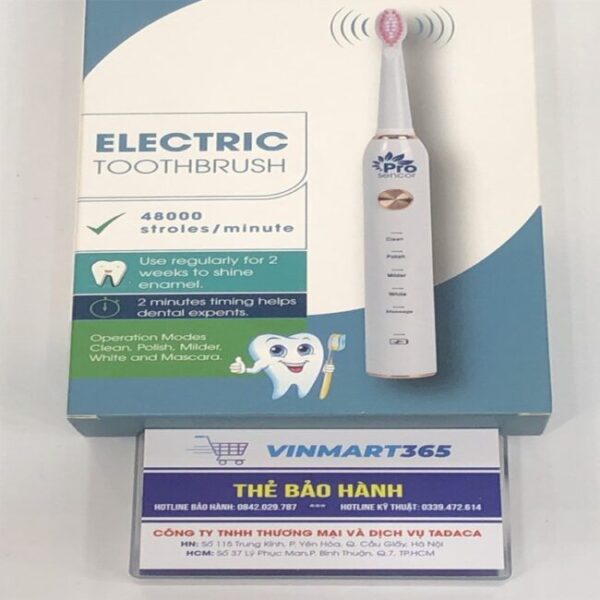 ELECTRIC
TOOTHBRUSH
48000
stroles/minute
Use regularly for 2
weeks to shine
enamel.
2 minutes timing helps
dental expents.
Operation Modes
Clean, Polish, Milder,
White and Mascara.
Pro
sencor
Clean
Polish
Milder
White
Massage
VINMART365
THẺ BẢO HÀNH
HOTLINE BẢO HÀNH: 0842.029.787 *** HOTLINE KỸ THUẬT: 0339.472.614
CÔNG TY TNHH THƯƠNG MẠI VÀ DỊCH VỤ TADACA
HN: Số 116 Trung Kính, P. Yên Hòa, Q. Cầu Giấy, Hà Nội
HCM: Số 37 Lý Phục Man,P. Bình Thuận, Q.7, TP.HCM